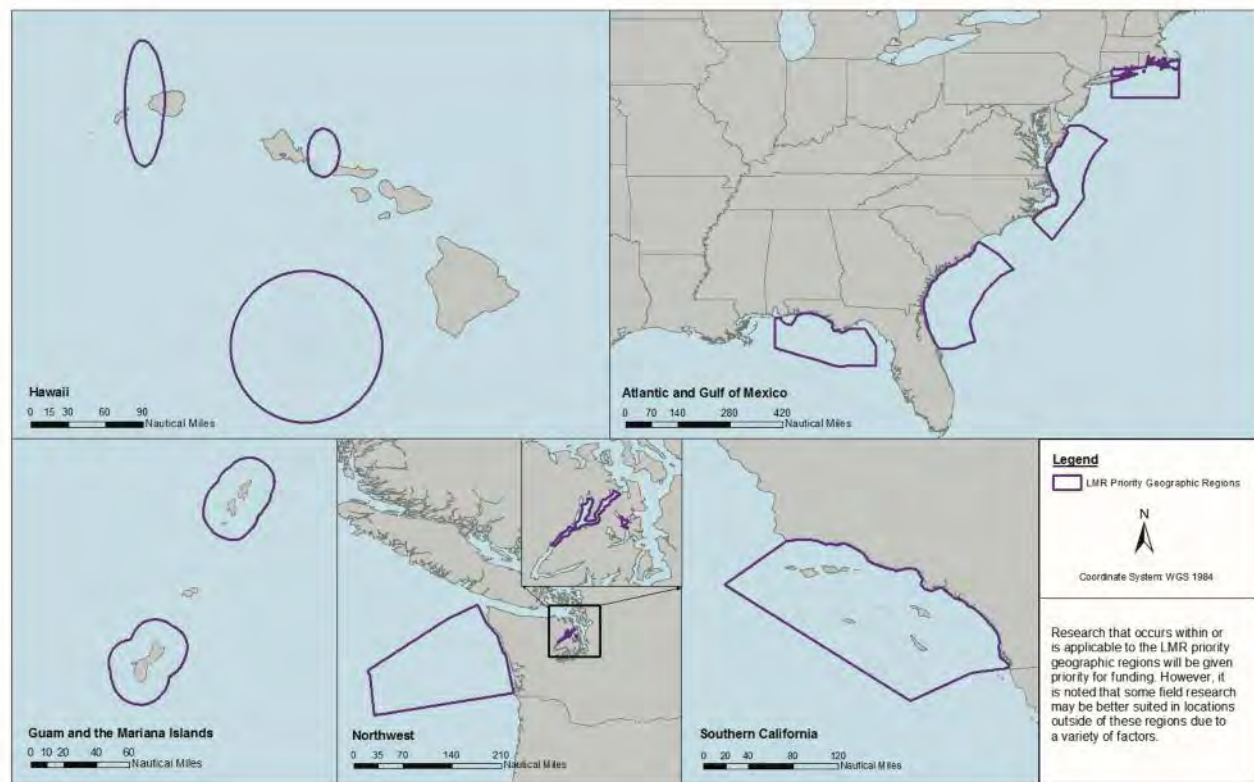 Hawaii
0 15 30 60 90
Nautical Miles
Atlantic and Gulf of Mexico
0 70 140 280 420
Nautical Miles
Guam and the Mariana Islands
0 10 20 40 60
Nautical Miles
Northwest
0 35 70 140 210
Nautical Miles
Southern California
0 20 40 80 120
Nautical Miles
Legend
LMR Priority Geographic Regions
N
Coordinate System: WGS 1984
Research that occurs within or
is applicable to the LMR priority
geographic regions will be given
priority for funding. However, it
is noted that some field research
may be better suited in locations
outside of these regions due to
a variety of factors.